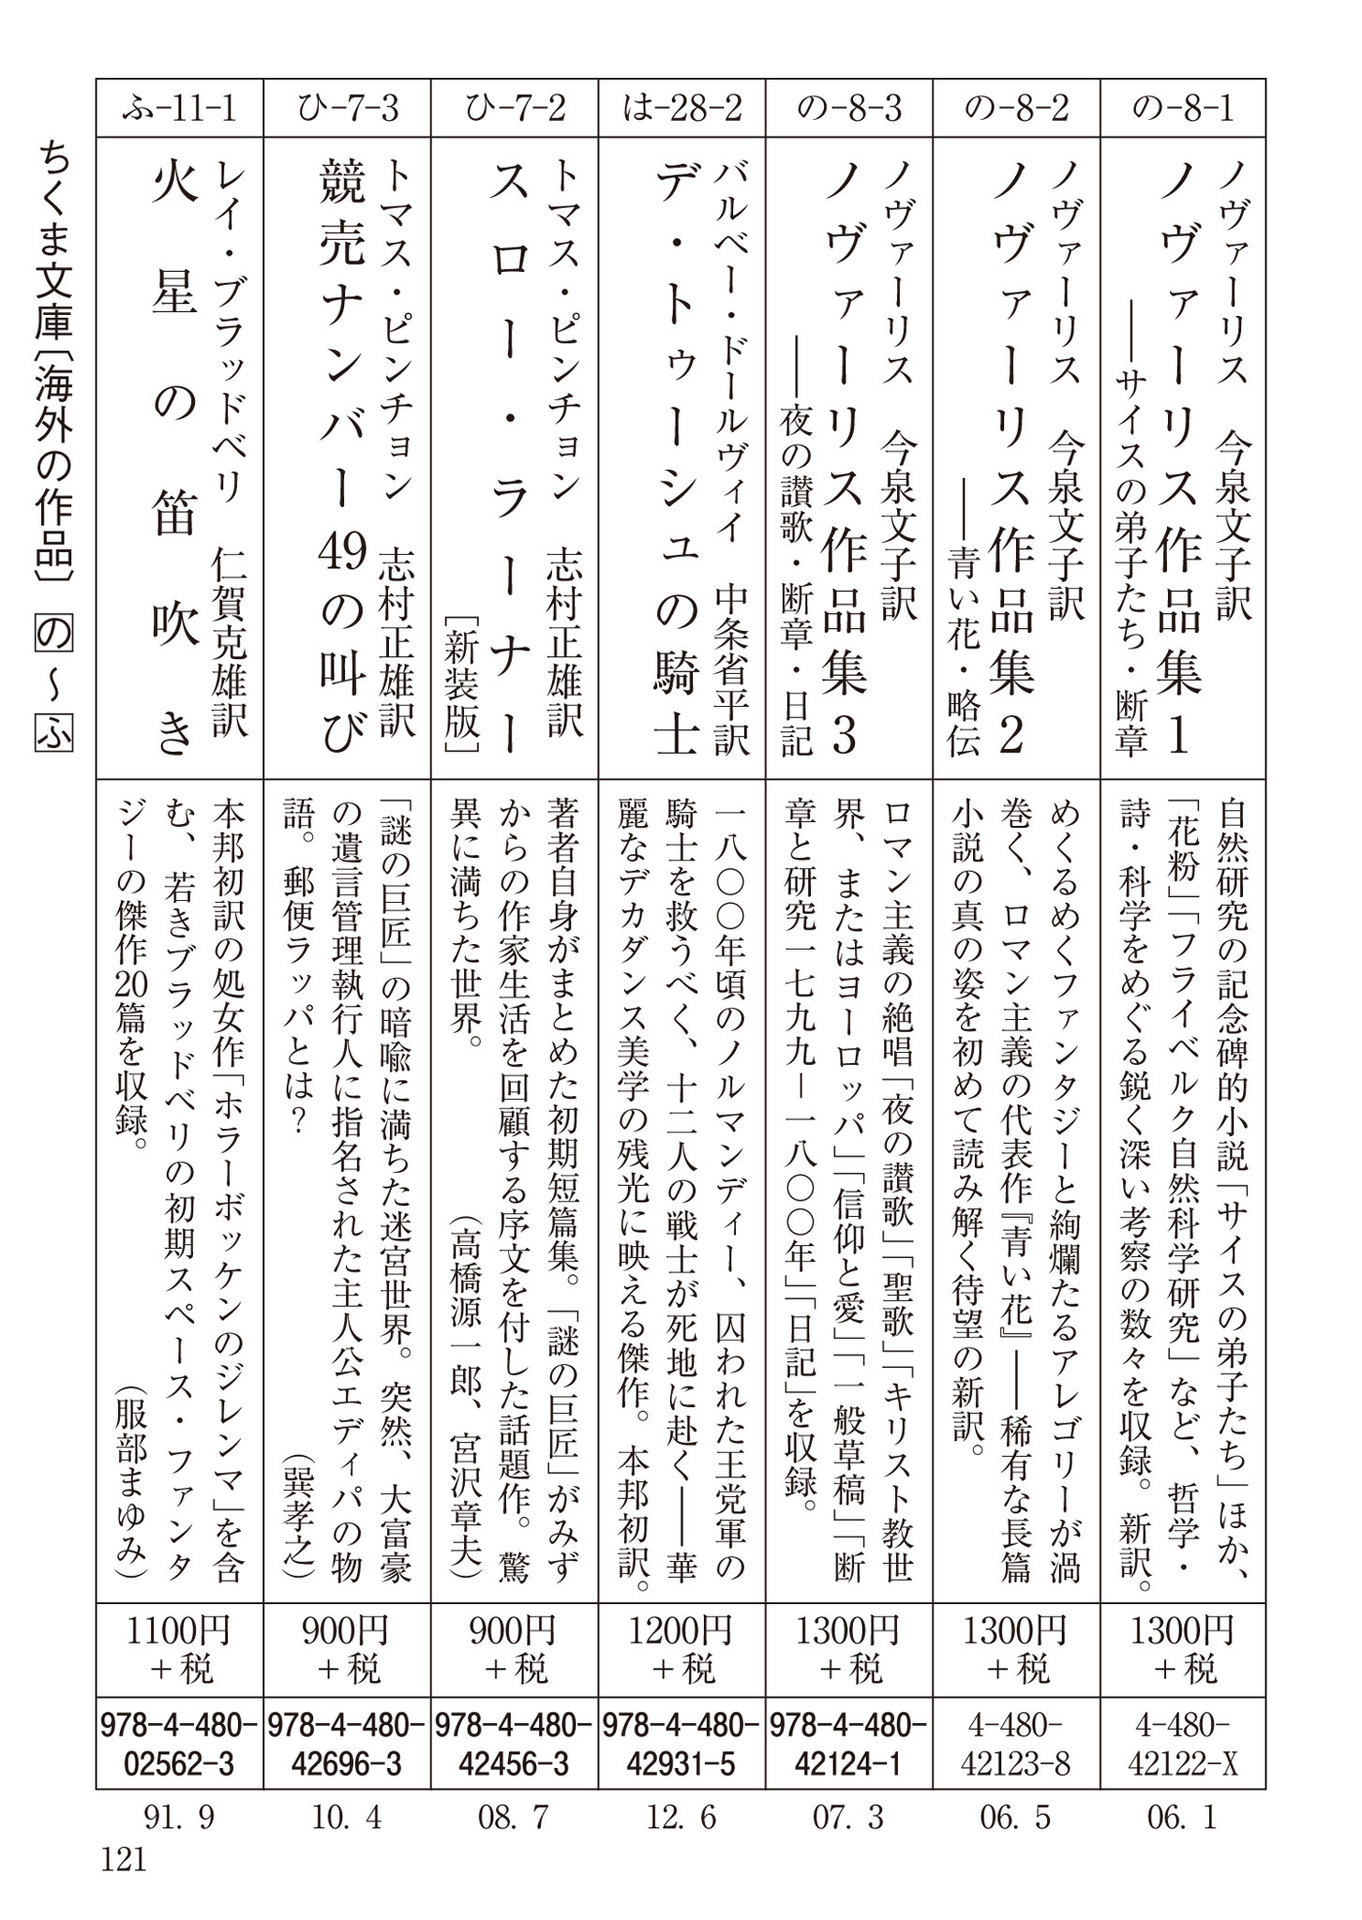 の-8-1
ノヴァーリス　今泉文子訳
ノヴァーリス作品集1
――サイスの弟子たち・断章
自然研究の記念碑的小説「サイスの弟子たち」ほか、
「花粉」「フライベルク自然科学研究」など、哲学・
詩・科学をめぐる鋭く深い考察の数々を収録。新訳。
1300円
+税
4-480-
42122-X
06. 1
の-8-2
ノヴァーリス　今泉文子訳
ノヴァーリス作品集2
――青い花・略伝
めくるめくファンタジーと絢爛たるアレゴリーが渦
巻く、ロマン主義の代表作『青い花』――稀有な長篇
小説の真の姿を初めて読み解く待望の新訳。
1300円
+税
4-480-
42123-8
06. 5
の-8-3
ノヴァーリス　今泉文子訳
ノヴァーリス作品集3
――夜の讃歌・断章・日記
ロマン主義の絶唱「夜の讃歌」「聖歌」「キリスト教世
界、またはヨーロッパ」「信仰と愛」「一般草稿」「断
章と研究一七九九－一八〇〇年」「日記」を収録。
1300円
+税
978-4-480-
42124-1
07. 3
は-28-2
バルベー・ドールヴィイ　中条省平訳
デ・トゥーシュの騎士
一八〇〇年頃のノルマンディー、囚われた王党軍の
騎士を救うべく、十二人の戦士が死地に赴く――華
麗なデカダンス美学の残光に映える傑作。本邦初訳。
1200円
+税
978-4-480-
42931-5
12. 6
ひ-7-2
トマス・ピンチョン　志村正雄訳
スロー・ラーナー
［新装版］
著者自身がまとめた初期短篇集。「謎の巨匠」がみず
からの作家生活を回顧する序文を付した話題作。驚
異に満ちた世界。　（高橋源一郎、宮沢章夫）
900円
+税
978-4-480-
42456-3
08. 7
ひ-7-3
トマス・ピンチョン　志村正雄訳
競売ナンバー49の叫び
「謎の巨匠」の暗喩に満ちた迷宮世界。突然、大富豪
の遺言管理執行人に指名された主人公エディパの物
語。郵便ラッパとは？　（巽孝之）
900円
+税
978-4-480-
42696-3
10. 4
ふ-11-1
レイ・ブラッドベリ　仁賀克雄訳
火星の笛吹き
本邦初訳の処女作「ホラーボッケンのジレンマ」を含
む、若きブラッドベリの初期スペース・ファンタ
ジーの傑作20篇を収録。　（服部まゆみ）
1100円
+税
978-4-480-
02562-3
91. 9
ちくま文庫〔海外の作品〕の～ふ
121